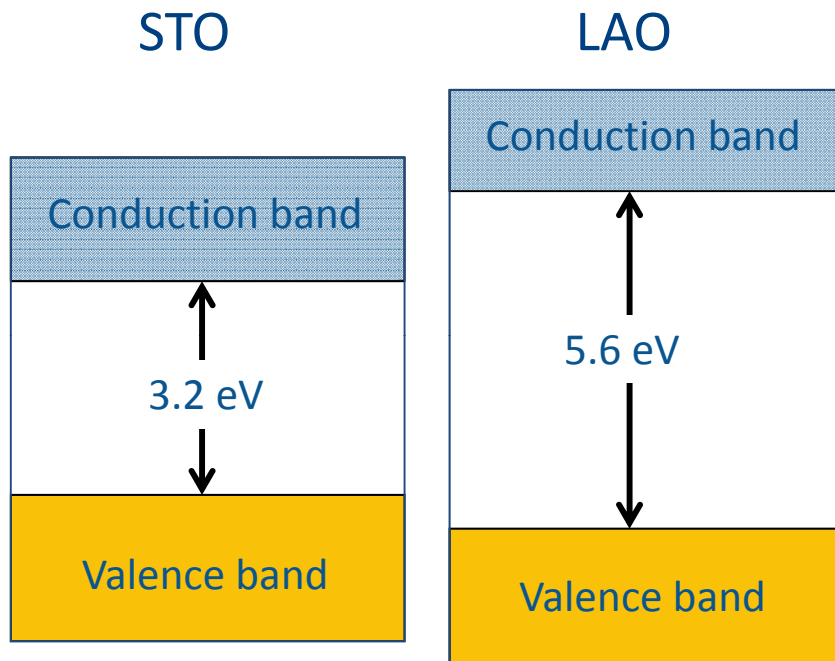 STO
LAO
Conduction band
Conduction band
3.2 eV
5.6 eV
Valence band
Valence band